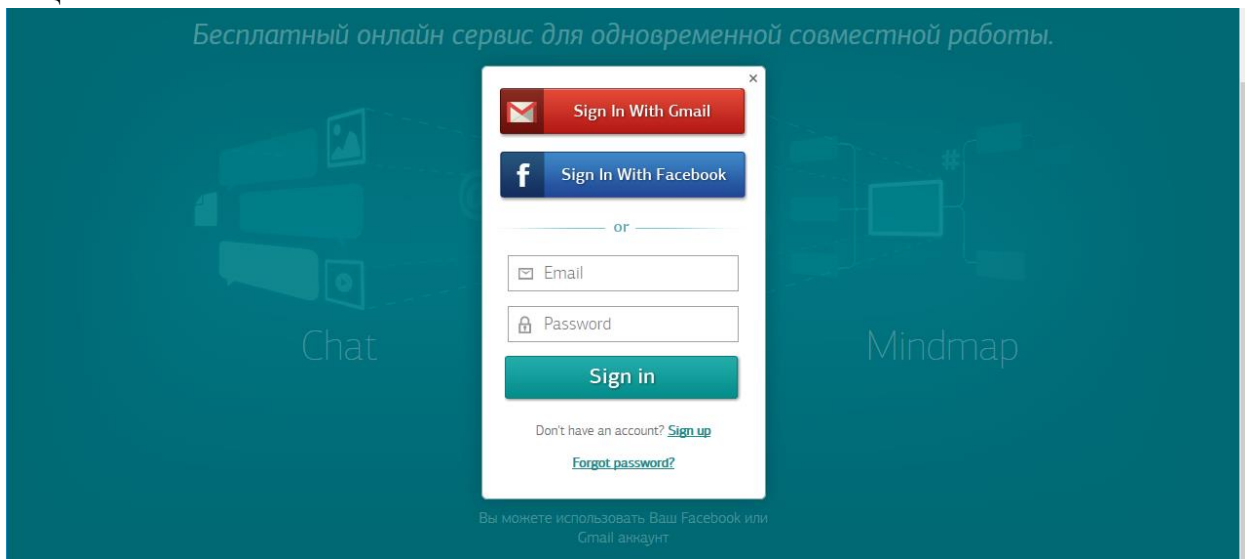 Бесплатный онлайн сервис для одновременной совместной работы.
×
Sign In With Gmail
f Sign In With Facebook
or
Email
Password
Sign in
Don't have an account? Sign up
Forgot password?
Chat
#
Mindmap
Вы можете использовать Ваш Facebook или
Gmail аккаунт